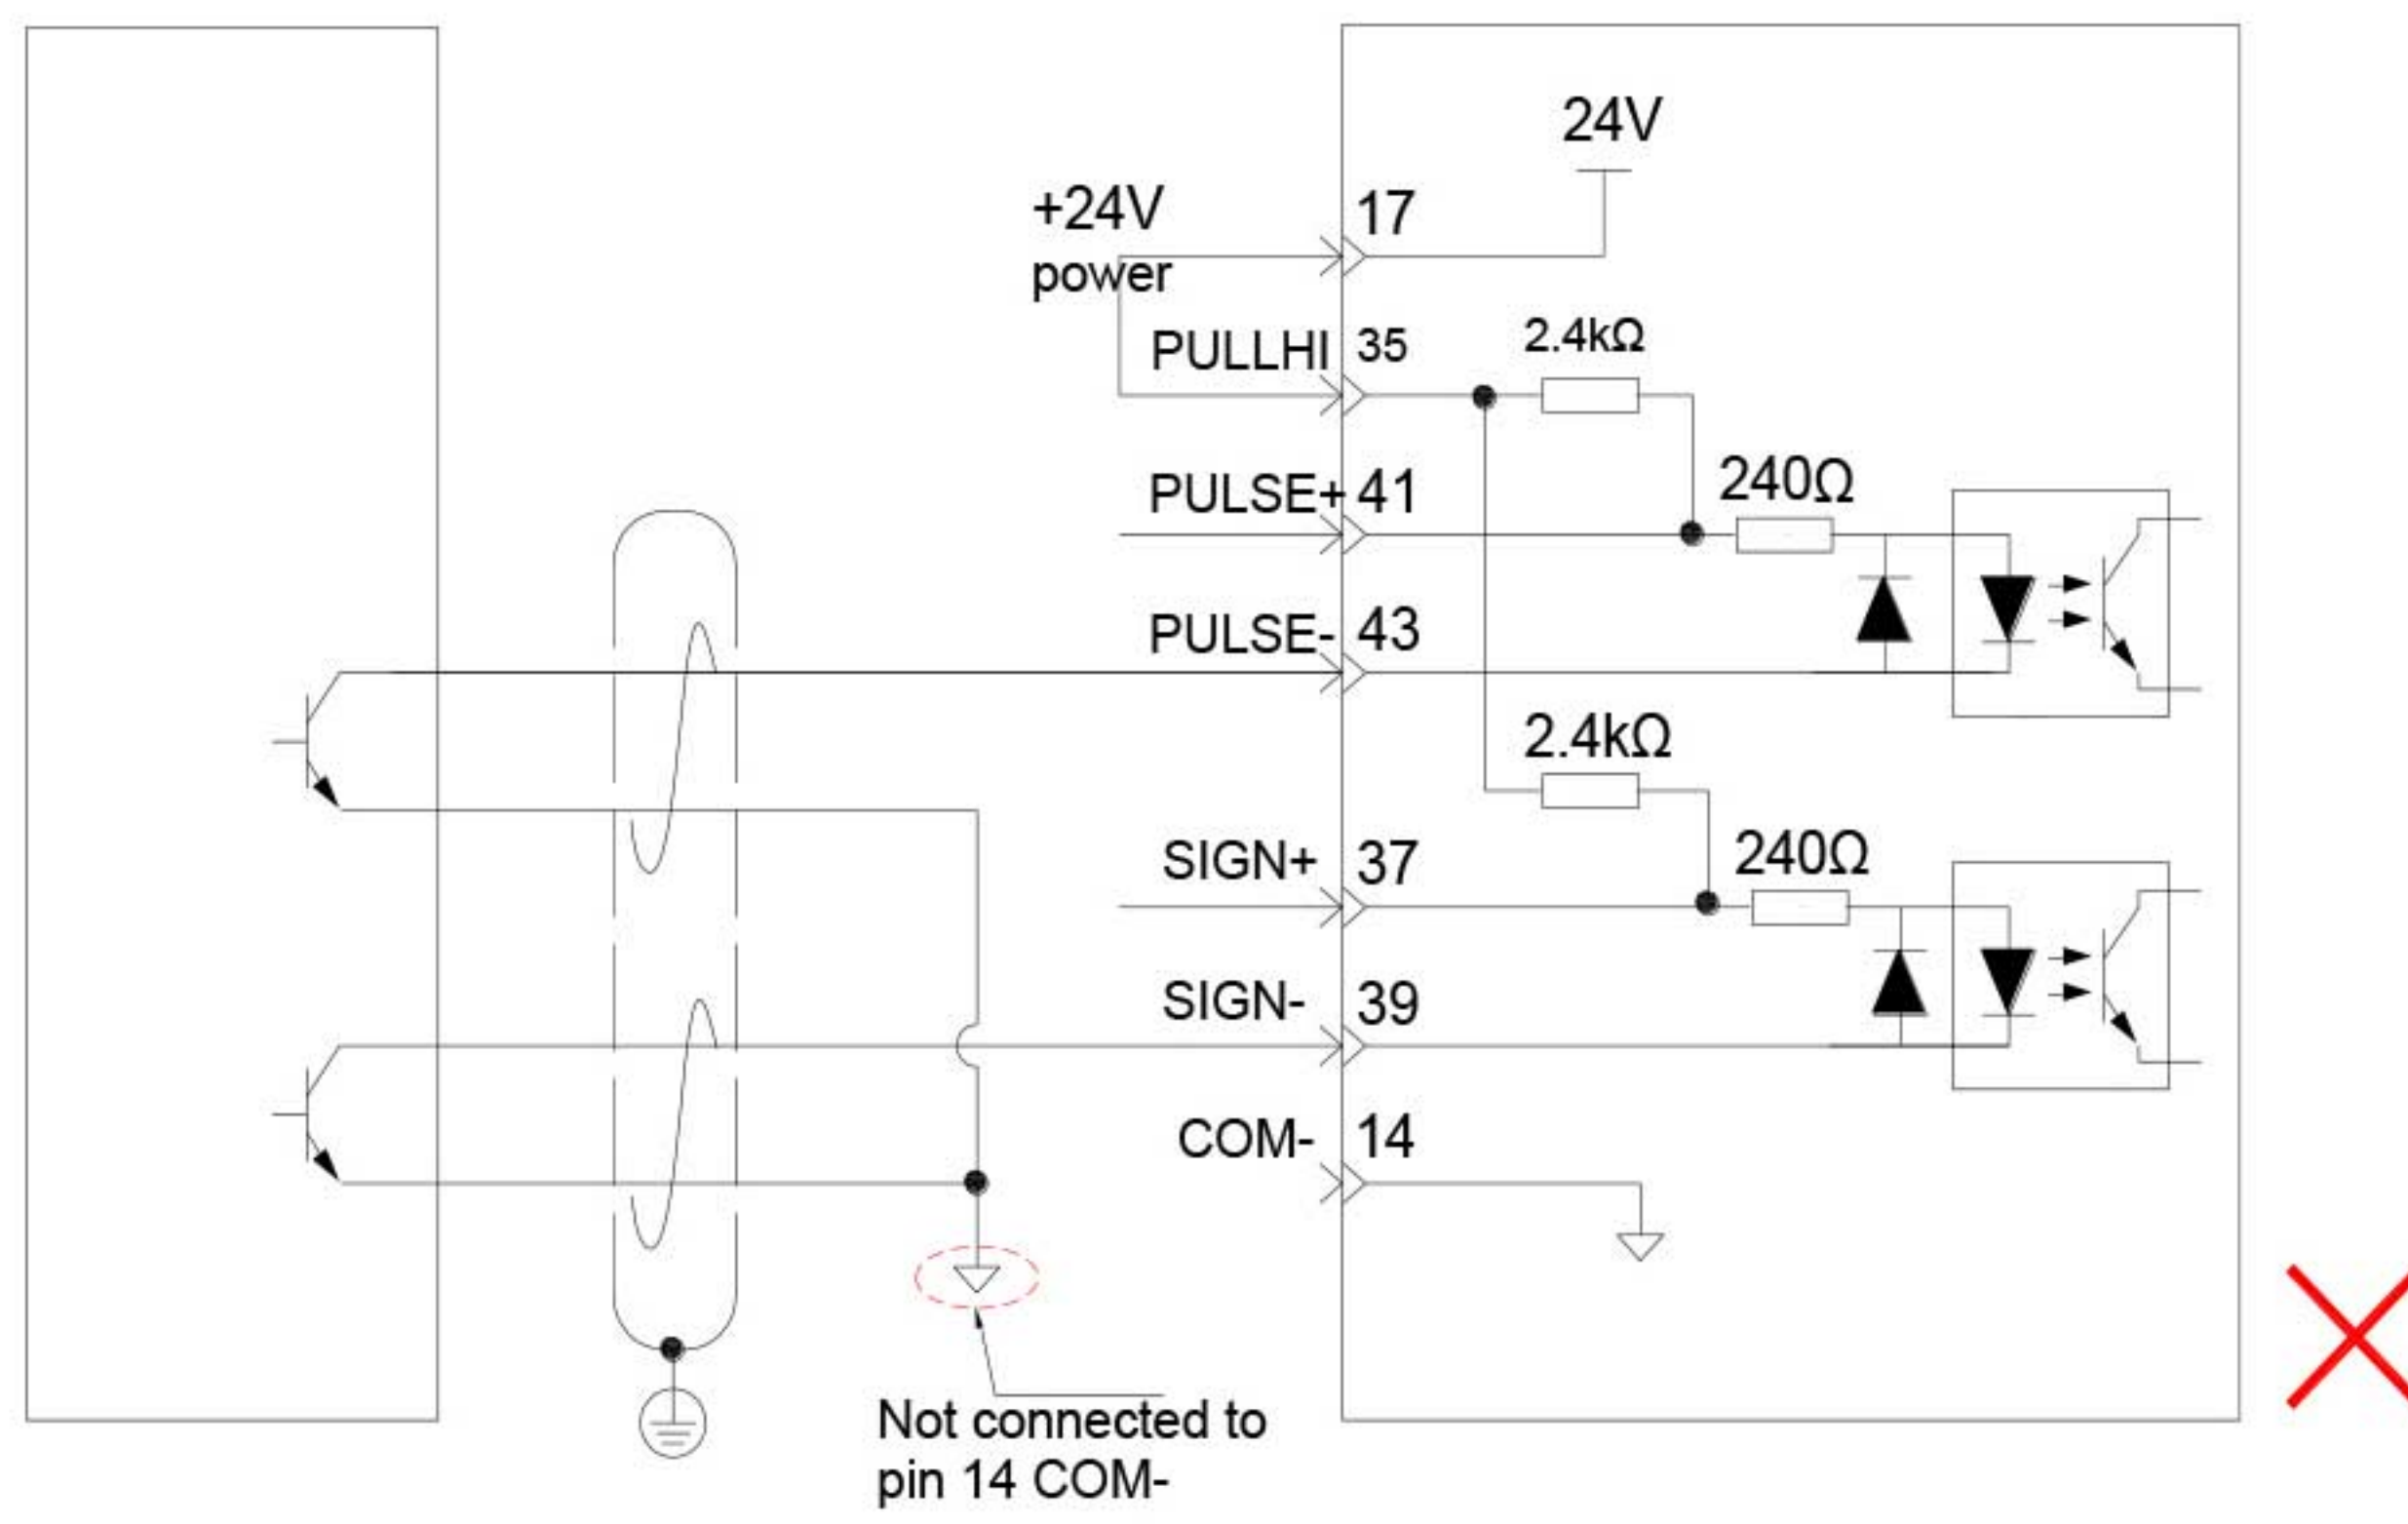 24V
+24V
power
17
PULLHI
35
2.4kΩ
PULSE+
41
240Ω
PULSE-
43
2.4kΩ
SIGN+
37
240Ω
SIGN-
39
COM-
14
Not connected to
pin 14 COM-